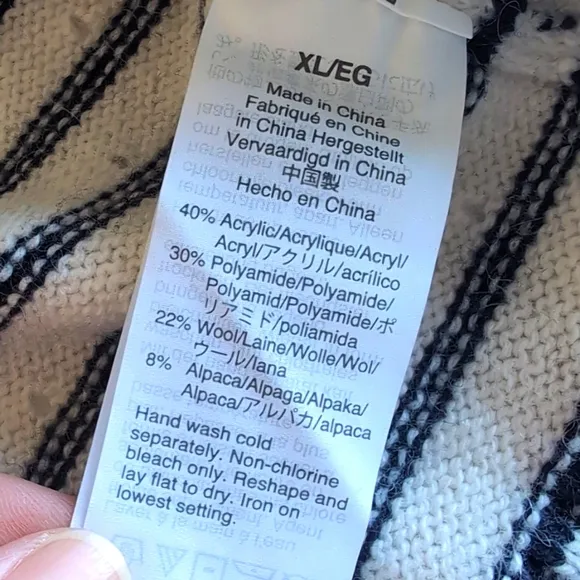 XL/EG
Made in China
Fabriqué en Chine
in China Hergestellt
Vervaardigd in China
中国製
Hecho en China
40% Acrylic/Acrylique/Acryl/
Acryl/アクリル/acrílico
30% Polyamide/Polyamide/
Polyamid/Polyamide/ポ
リアミド/poliamida
22% Wool/Laine/Wolle/Wol/
ウール/lana
8% Alpaca/Alpaga/Alpaka/
Alpaca/アルパカ/alpaca
Hand wash cold
separately. Non-chlorine
bleach only. Reshape and
lay flat to dry. Iron on
lowest setting.